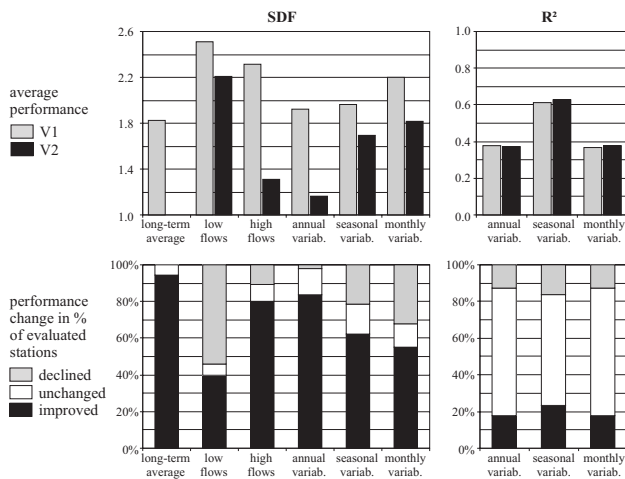 SDF
R²
average
performance
V1
V2
2.6
2.2
1.8
1.4
1.0
long-term
average
low
flows
high
flows
annual
variab.
seasonal
variab.
monthly
variab.
1.0
0.8
0.6
0.4
0.2
0.0
annual
variab.
seasonal
variab.
monthly
variab.
performance
change in %
of evaluated
stations
declined
unchanged
improved
100%
80%
60%
40%
20%
0%
long-term
average
low
flows
high
flows
annual
variab.
seasonal
variab.
monthly
variab.
100%
80%
60%
40%
20%
0%
annual
variab.
seasonal
variab.
monthly
variab.